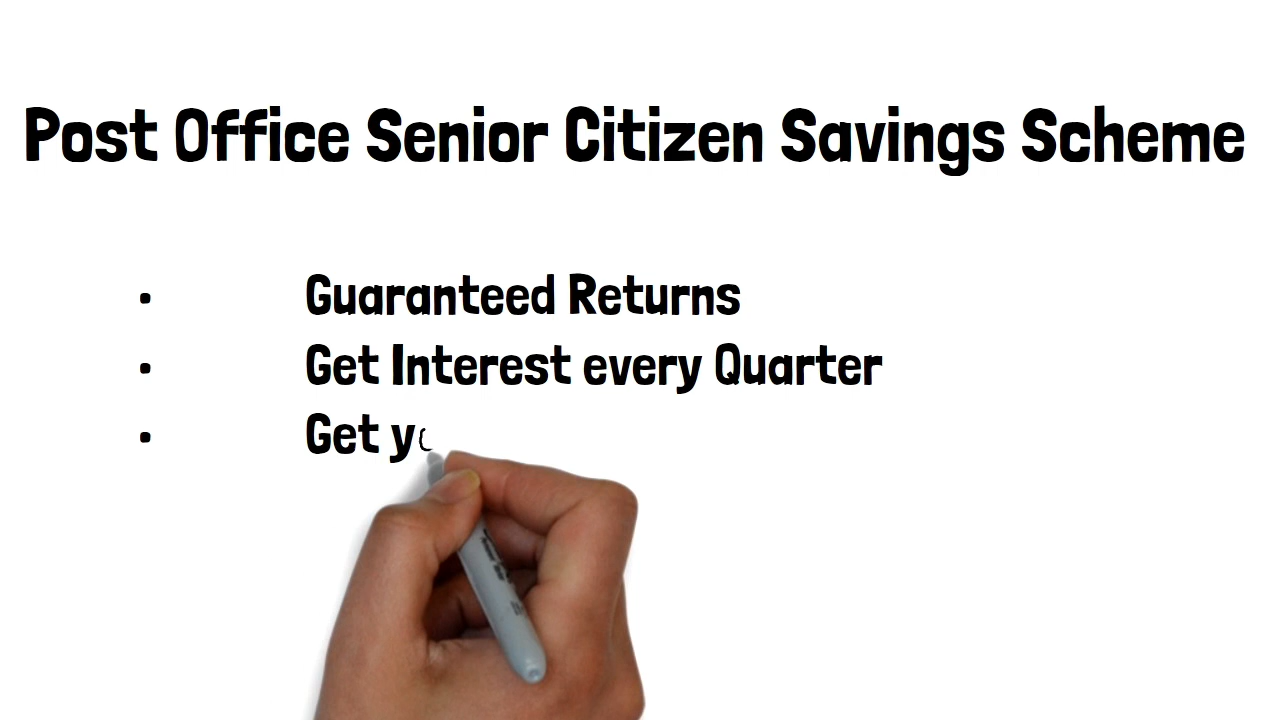 Post Office Senior Citizen Savings Scheme
• Guaranteed Returns
• Get Interest every Quarter
• Get